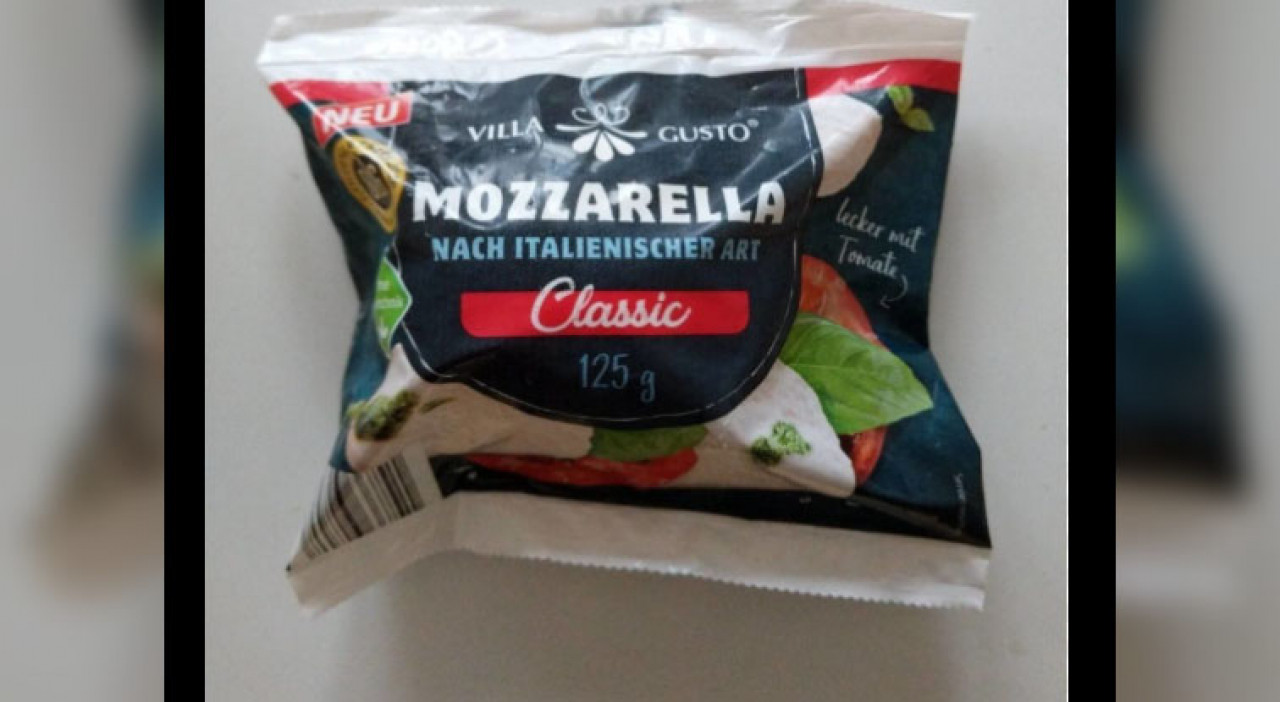 NEU
VILLA GUSTO®
MOZZARELLA
NACH ITALIENISCHER ART
Classic
125 g
lecker mit
Tomate